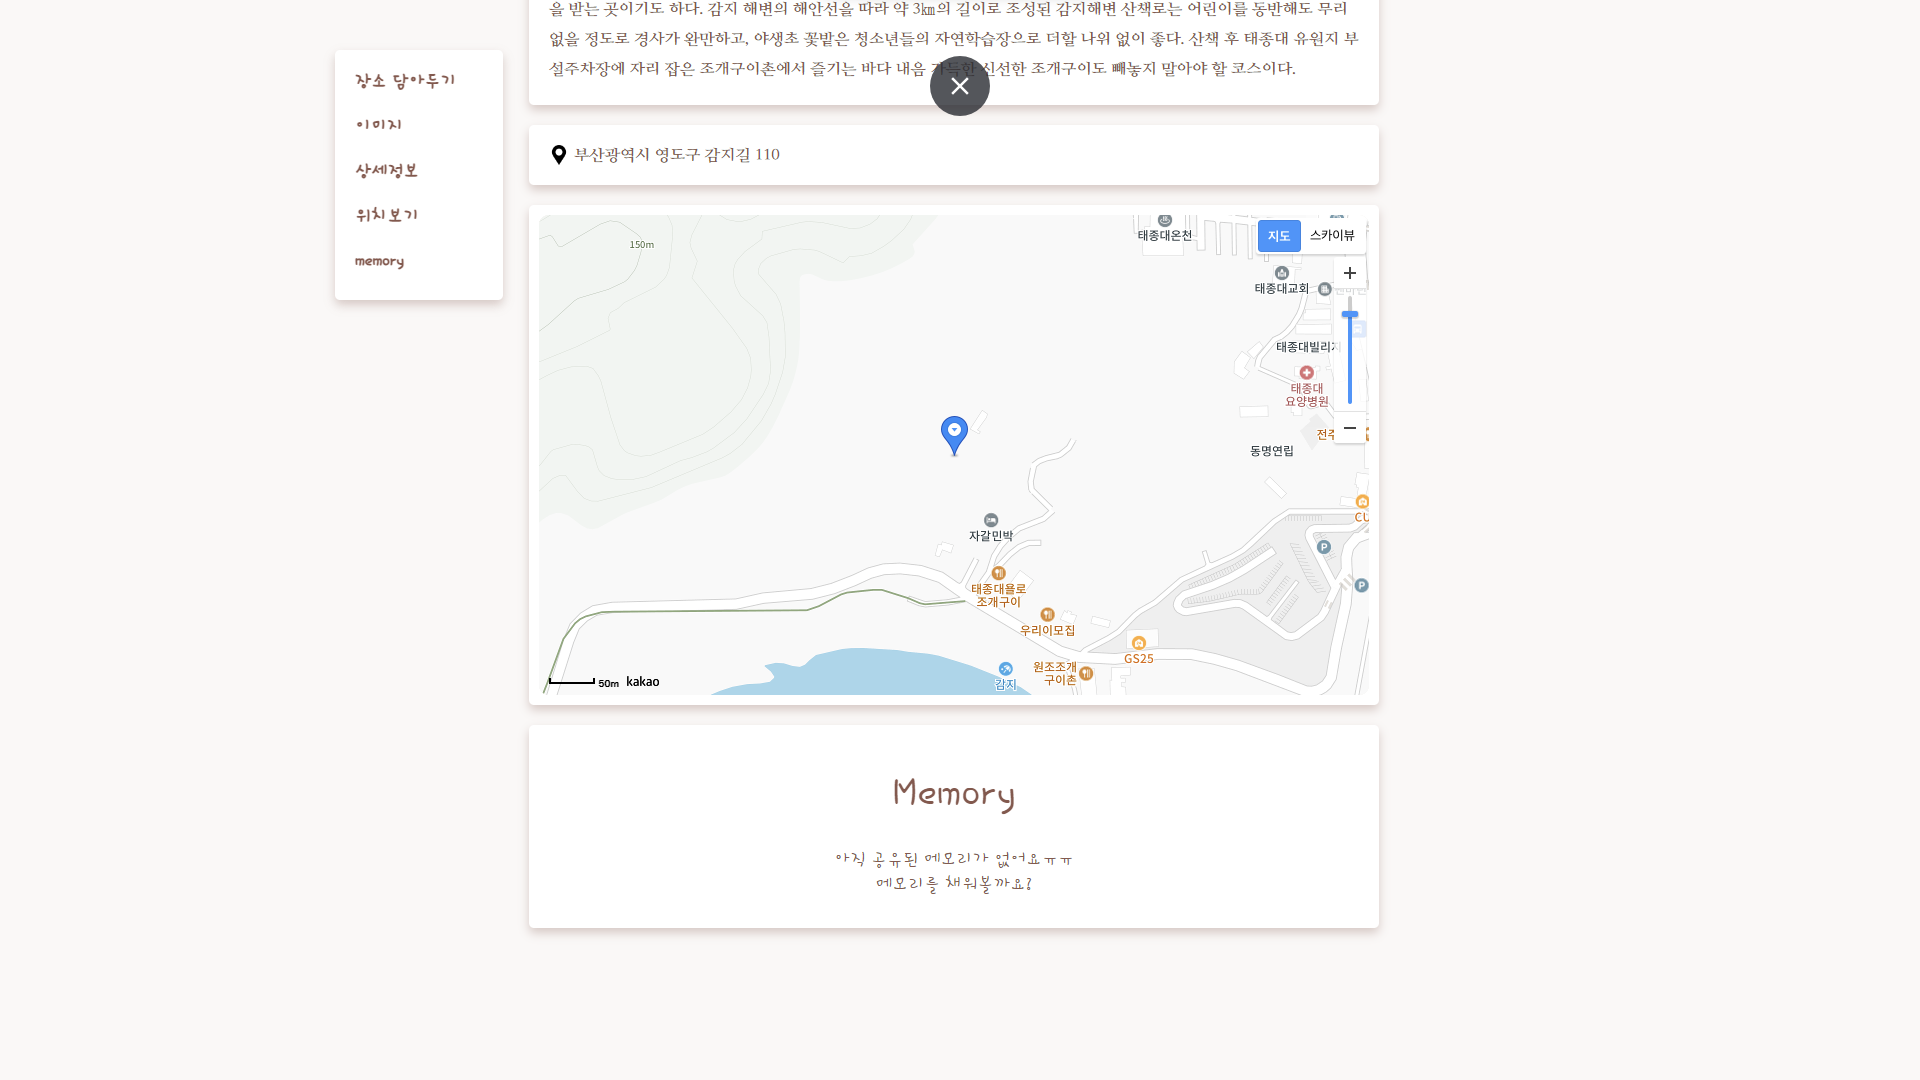 을 받는 곳이기도 하다. 감지 해변의 해안선을 따라 약 3㎞의 길이로 조성된 감지해변 산책로는 어린이를 동반해도 무리
없을 정도로 경사가 완만하고, 야생초 꽃밭은 청소년들의 자연학습장으로 더할 나위 없이 좋다. 산책 후 태종대 유원지 부
설주차장에 자리 잡은 조개구이촌에서 즐기는 바다 내음 가득한 신선한 조개구이도 빼놓지 말아야 할 코스이다.
장소 담아두기
이미지
상세정보
위치보기
memory
부산광역시 영도구 감지길 110
150m
태종대온천
지도
스카이뷰
태종대교회
태종대빌리지
태종대
요양병원
전주
동명연립
CU
자갈민박
P
P
태종대욜로
조개구이
우리이모집
GS25
원조조개
구이촌
감지
50m kakao
Memory
아직 공유된 메모리가 없어요ㅠㅠ
메모리를 채워볼까요?